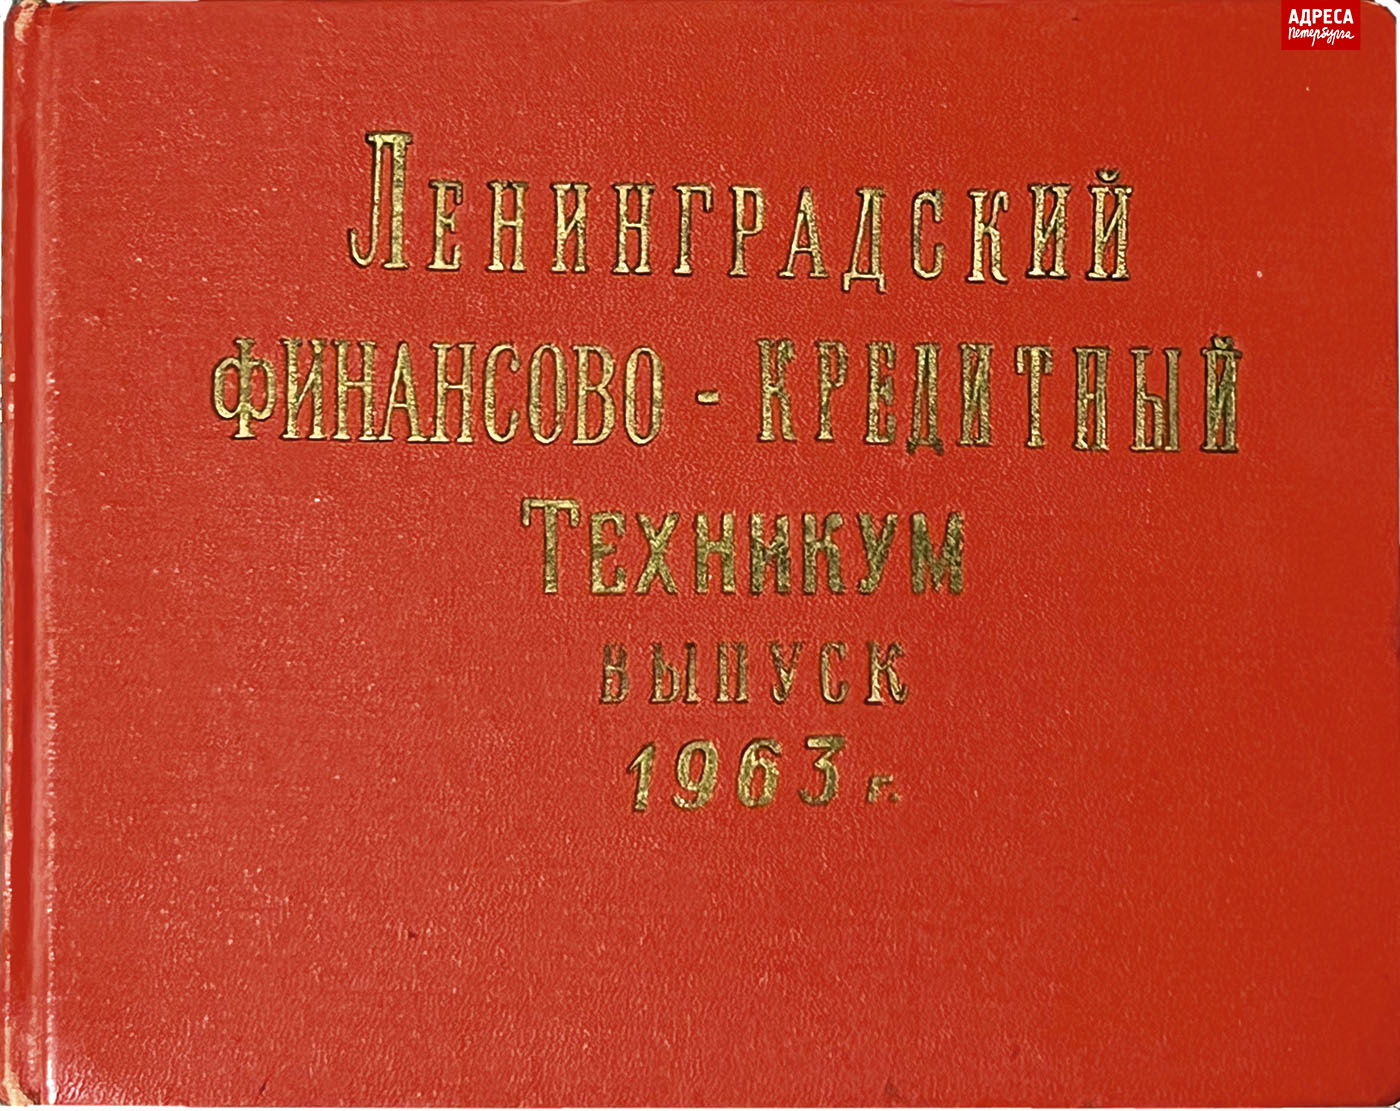 АДРЕСА
Петербурга
Ленинградский
финансово-кредитный
Техникум
выпуск
1963 г.